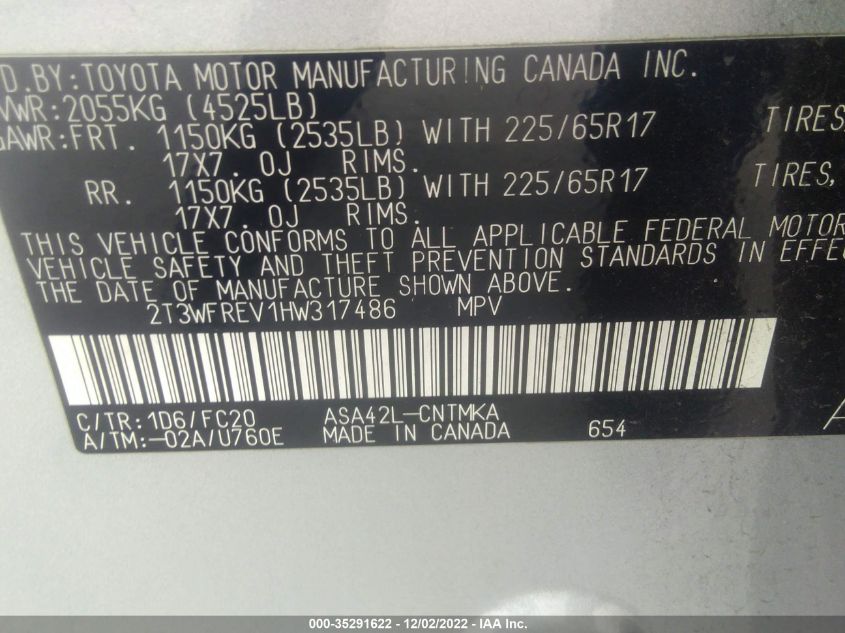 D. BY: TOYOTA MOTOR MANUFACTURING CANADA INC.
VWR: 2055KG (4525LB)
GAWR: FRT. 1150KG (2535LB) WITH 225/65R17 TIRES,
17X7. 0J RIMS.
RR. 1150KG (2535LB) WITH 225/65R17 TIRES,
17X7. 0J RIMS.
THIS VEHICLE CONFORMS TO ALL APPLICABLE FEDERAL MOTOR
VEHICLE SAFETY AND THEFT PREVENTION STANDARDS IN EFFE
THE DATE OF MANUFACTURE SHOWN ABOVE.
2T3WFREV1HW317486 MPV
C/TR: 1D6/FC20 ASA42L-CNTMKA
A/TM: -02A/U760E MADE IN CANADA 654 A
000-35291622 - 12/02/2022 - IAA Inc.